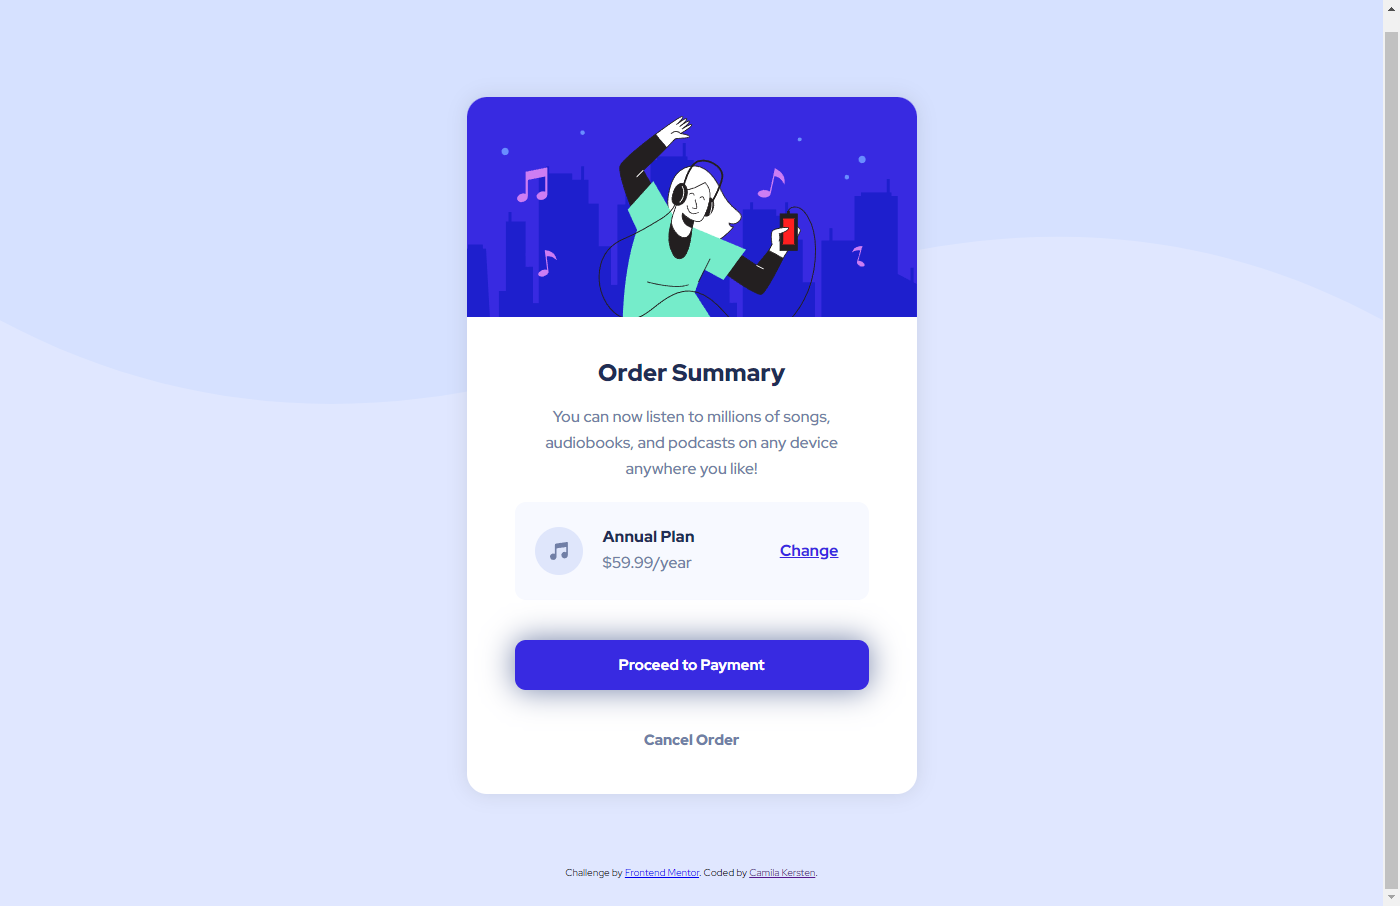 Order Summary
You can now listen to millions of songs,
audiobooks, and podcasts on any device
anywhere you like!
Annual Plan
$59.99/year
Change
Proceed to Payment
Cancel Order
Challenge by Frontend Mentor. Coded by Camila Kersten.